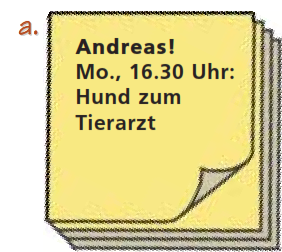 a.
Andreas!
Mo., 16.30 Uhr:
Hund zum
Tierarzt